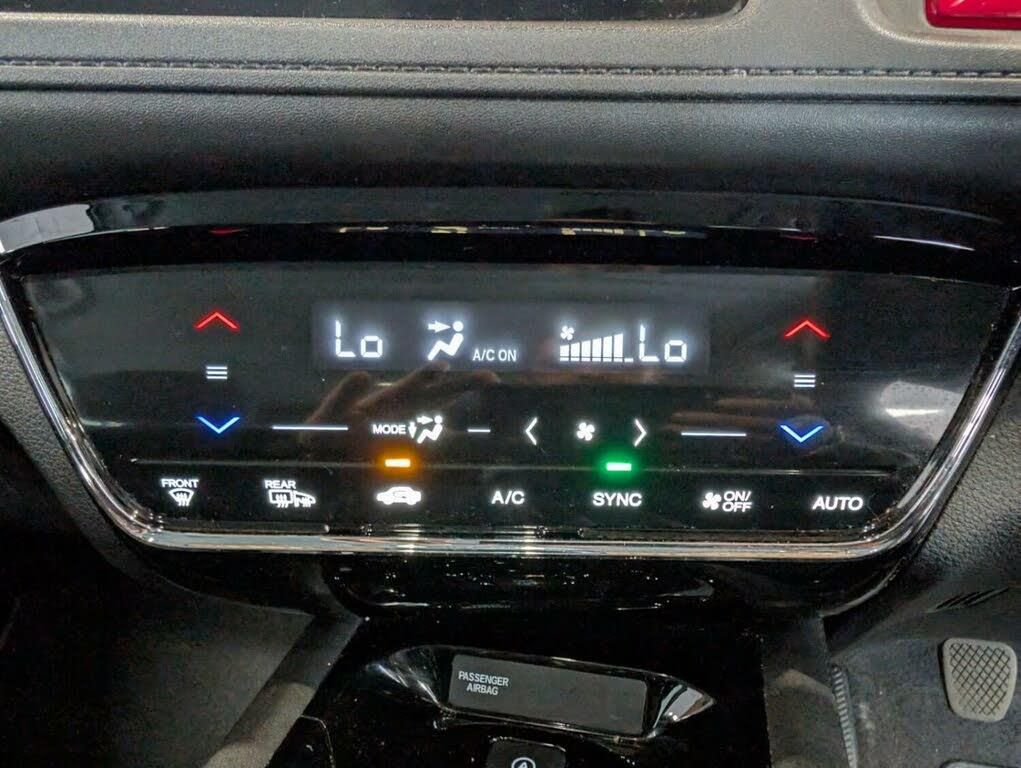 Lo A/C ON Lo
MODE
FRONT REAR A/C SYNC ON/OFF AUTO
PASSENGER
AIRBAG